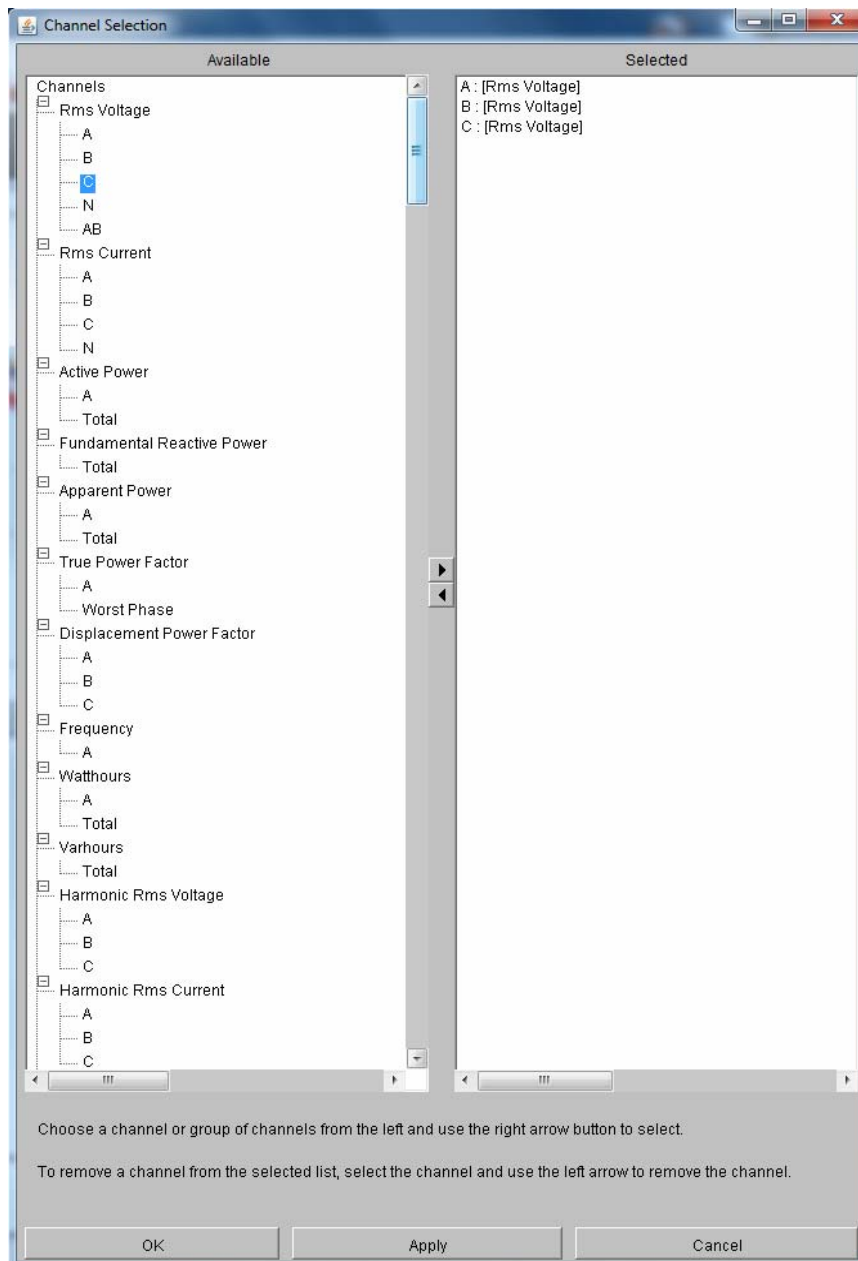 Channel Selection
Available
Channels
Rms Voltage
A
B
C
N
AB
Rms Current
A
B
C
N
Active Power
A
Total
Fundamental Reactive Power
Total
Apparent Power
A
Total
True Power Factor
A
Worst Phase
Displacement Power Factor
A
B
C
Frequency
A
Watthours
A
Total
Varhours
Total
Harmonic Rms Voltage
A
B
C
Harmonic Rms Current
A
B
C
Selected
A : [Rms Voltage]
B : [Rms Voltage]
C : [Rms Voltage]
Choose a channel or group of channels from the left and use the right arrow button to select.
To remove a channel from the selected list, select the channel and use the left arrow to remove the channel.
OK
Apply
Cancel